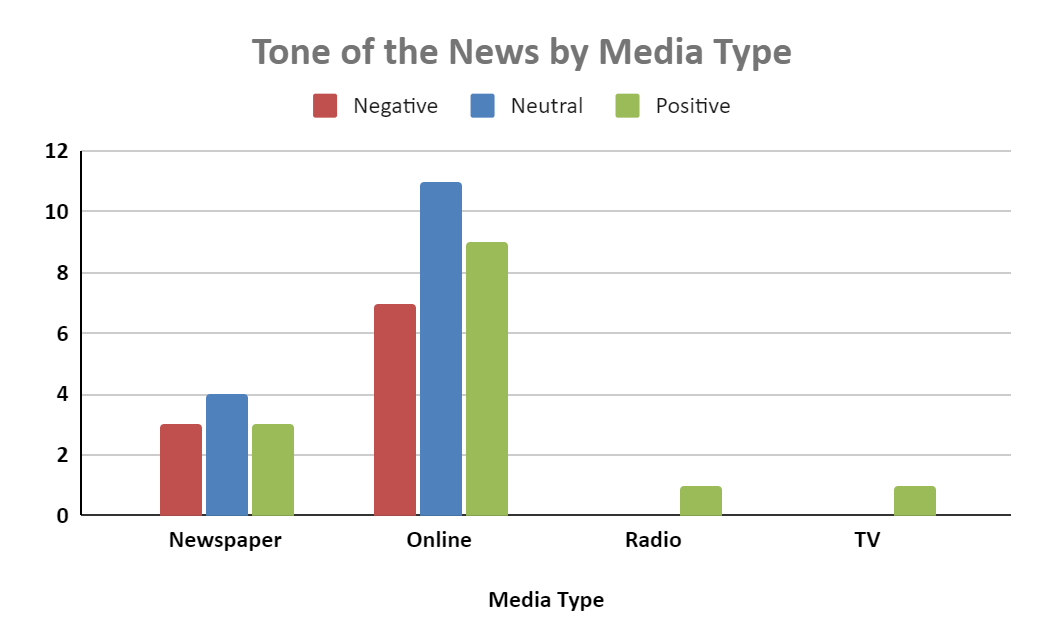 Tone of the News by Media Type
Negative Neutral Positive
12
10
8
6
4
2
0
Newspaper Online Radio TV
Media Type